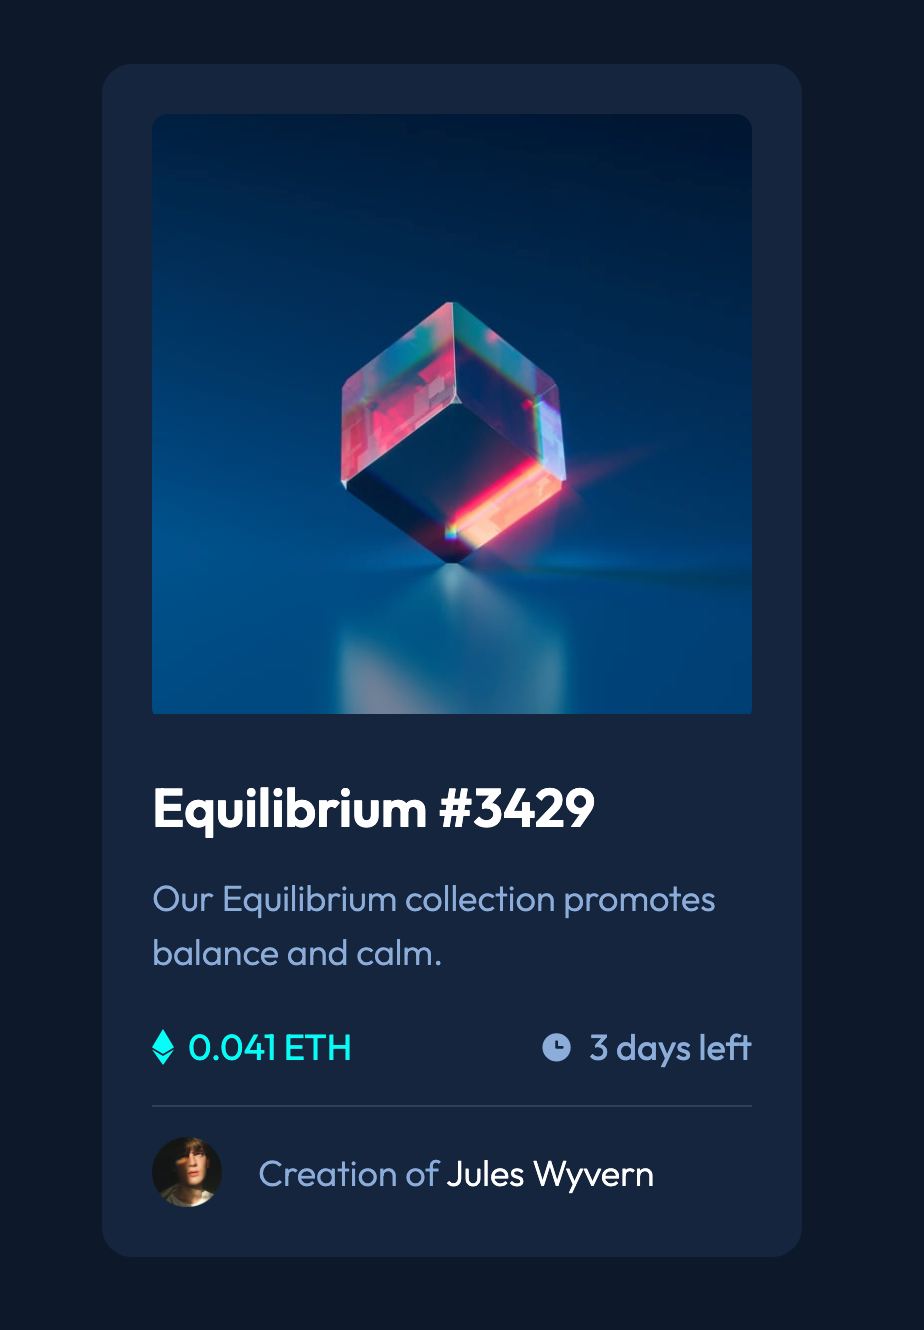 Equilibrium #3429
Our Equilibrium collection promotes
balance and calm.
0.041 ETH
3 days left
Creation of Jules Wyvern